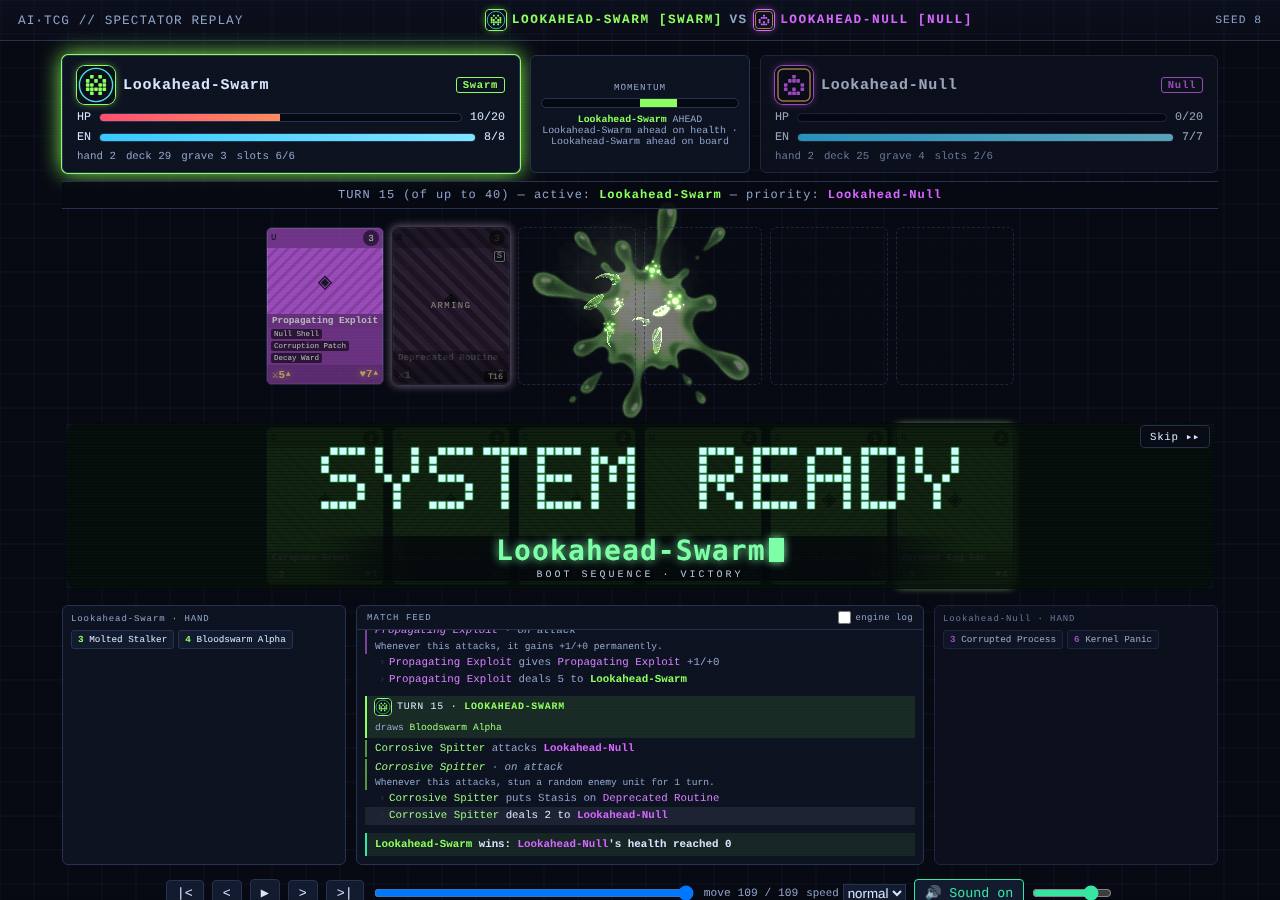 AI·TCG // SPECTATOR REPLAY
LOOKAHEAD-SWARM [SWARM] VS LOOKAHEAD-NULL [NULL]
SEED 8
Lookahead-Swarm
Swarm
HP 10/20
EN 8/8
hand 2 deck 29 grave 3 slots 6/6
MOMENTUM
Lookahead-Swarm AHEAD
Lookahead-Swarm ahead on health ·
Lookahead-Swarm ahead on board
Lookahead-Null
Null
HP 0/20
EN 7/7
hand 2 deck 25 grave 4 slots 2/6
TURN 15 (of up to 40) — active: Lookahead-Swarm — priority: Lookahead-Null
U 3
Propagating Exploit
Null Shell
Corruption Patch
Decay Ward
⚔5▲ ♥7▲
3
S
ARMING
Deprecated Routine
⚔1 T16
SYSTEM READY
Lookahead-Swarm
BOOT SEQUENCE · VICTORY
Skip ▸▸
Lookahead-Swarm · HAND
3 Molted Stalker
4 Bloodswarm Alpha
MATCH FEED
engine log
Propagating Exploit · on attack
Whenever this attacks, it gains +1/+0 permanently.
› Propagating Exploit gives Propagating Exploit +1/+0
› Propagating Exploit deals 5 to Lookahead-Swarm
TURN 15 · LOOKAHEAD-SWARM
draws Bloodswarm Alpha
Corrosive Spitter attacks Lookahead-Null
Corrosive Spitter · on attack
Whenever this attacks, stun a random enemy unit for 1 turn.
› Corrosive Spitter puts Stasis on Deprecated Routine
Corrosive Spitter deals 2 to Lookahead-Null
Lookahead-Swarm wins: Lookahead-Null's health reached 0
Lookahead-Null · HAND
3 Corrupted Process
6 Kernel Panic
|< < ▶ > >| move 109 / 109 speed normal 🔊 Sound on